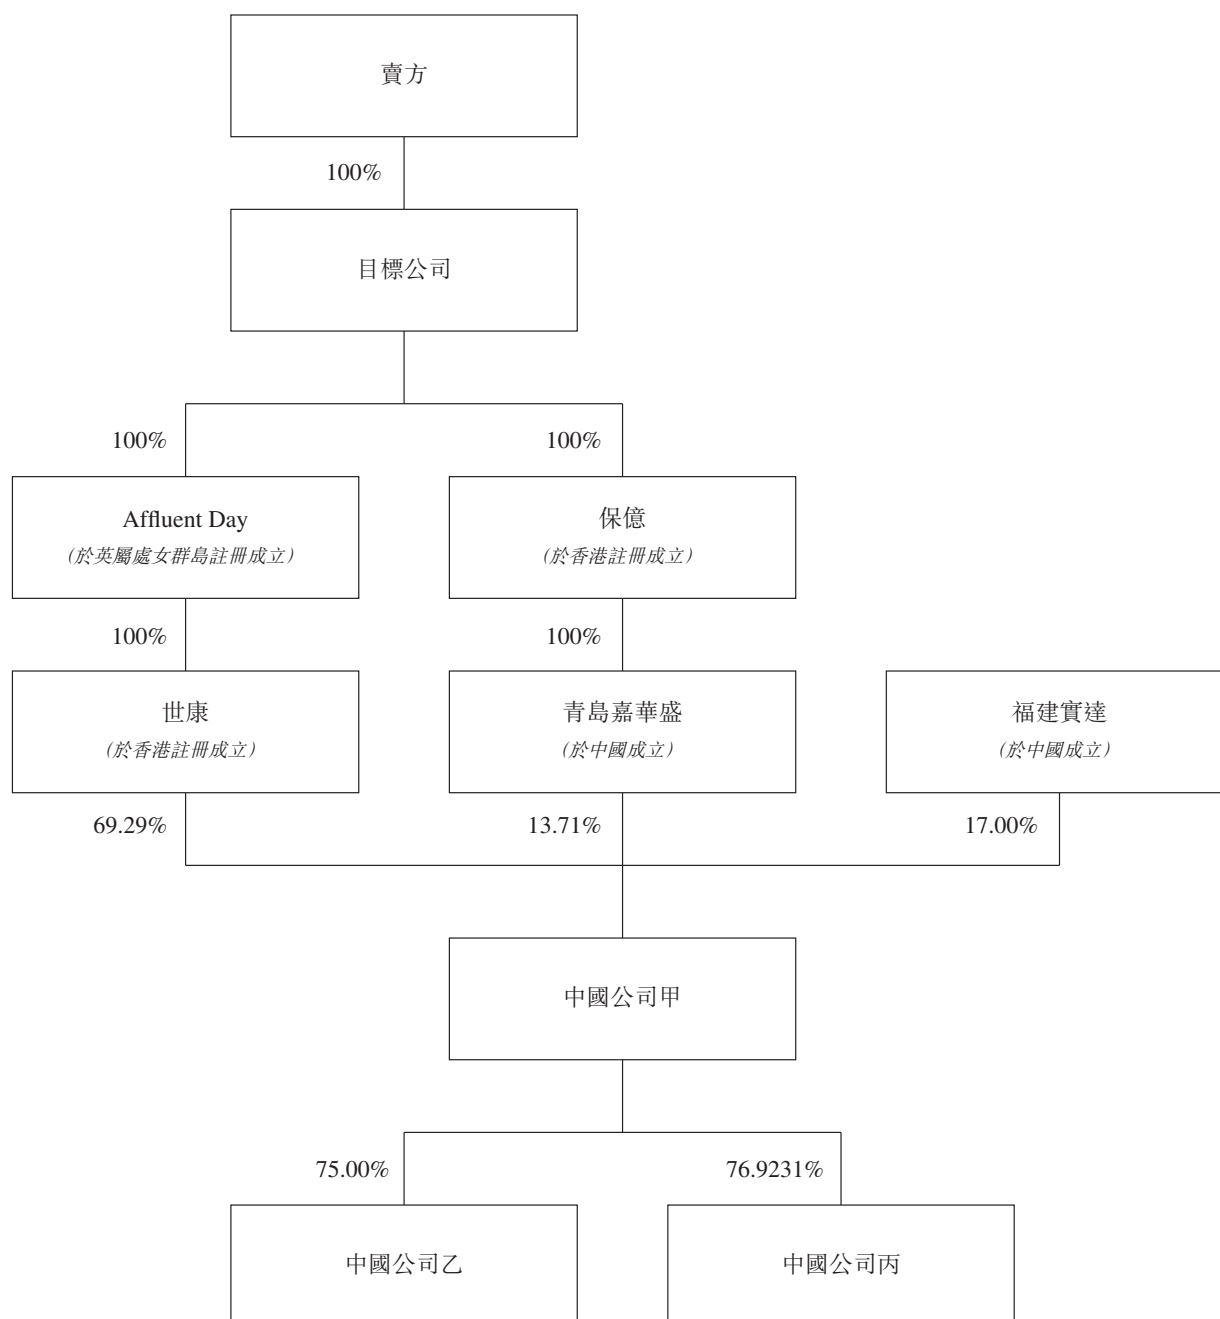 賣方
100%
目標公司
100%
100%
Affluent Day
(於英屬處女群島註冊成立)
保億
(於香港註冊成立)
100%
100%
世康
(於香港註冊成立)
青島嘉華盛
(於中國成立)
福建實達
(於中國成立)
69.29%
13.71%
17.00%
中國公司甲
75.00%
76.9231%
中國公司乙
中國公司丙